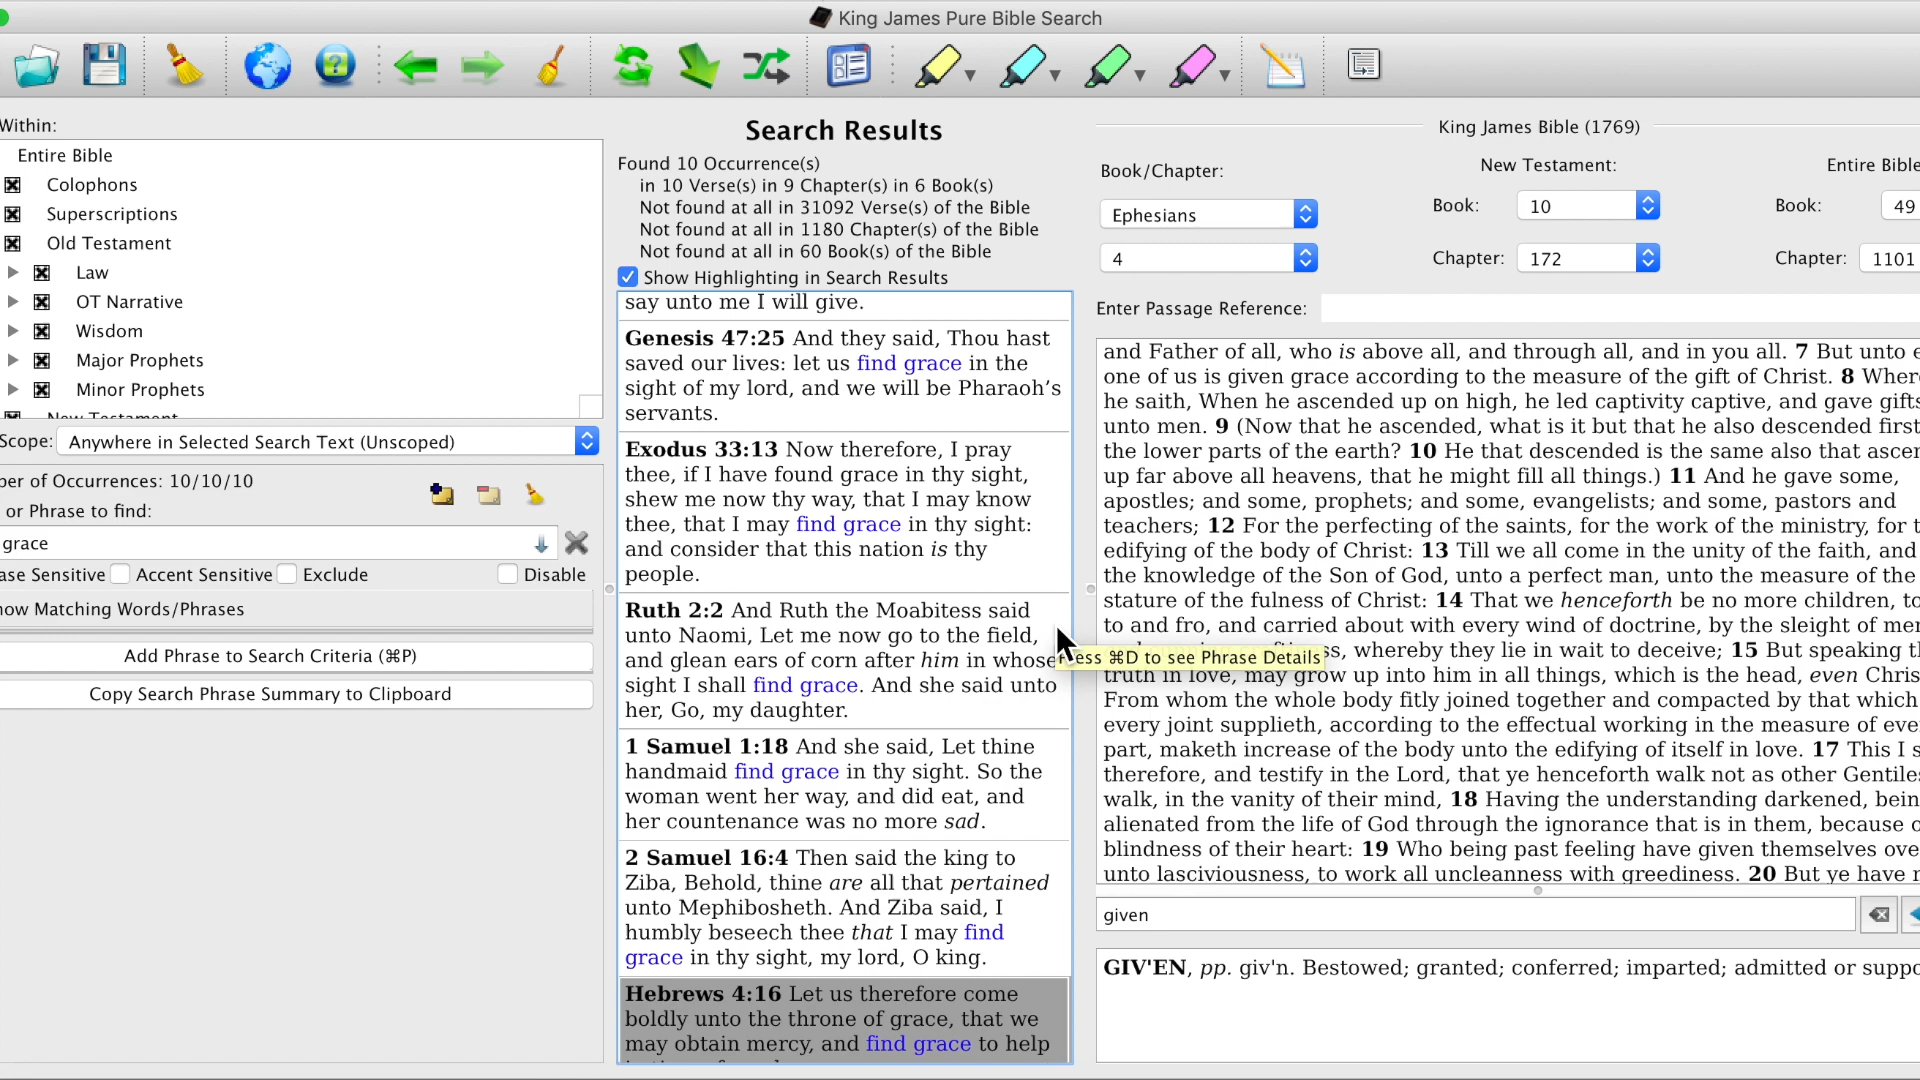 King James Pure Bible Search
Within:
Entire Bible
Colophons
Superscriptions
Old Testament
Law
OT Narrative
Wisdom
Major Prophets
Minor Prophets
New Testament
Scope: Anywhere in Selected Search Text (Unscoped)
ber of Occurrences: 10/10/10
or Phrase to find:
grace
ase Sensitive Accent Sensitive Exclude Disable
how Matching Words/Phrases
Add Phrase to Search Criteria (⌘P)
Copy Search Phrase Summary to Clipboard
Search Results
Found 10 Occurrence(s)
in 10 Verse(s) in 9 Chapter(s) in 6 Book(s)
Not found at all in 31092 Verse(s) of the Bible
Not found at all in 1180 Chapter(s) of the Bible
Not found at all in 60 Book(s) of the Bible
Show Highlighting in Search Results
say unto me I will give.
Genesis 47:25 And they said, Thou hast
saved our lives: let us find grace in the
sight of my lord, and we will be Pharaoh's
servants.
Exodus 33:13 Now therefore, I pray
thee, if I have found grace in thy sight,
shew me now thy way, that I may know
thee, that I may find grace in thy sight:
and consider that this nation is thy
people.
Ruth 2:2 And Ruth the Moabitess said
unto Naomi, Let me now go to the field,
and glean ears of corn after him in whose
sight I shall find grace. And she said unto
her, Go, my daughter.
1 Samuel 1:18 And she said, Let thine
handmaid find grace in thy sight. So the
woman went her way, and did eat, and
her countenance was no more sad.
2 Samuel 16:4 Then said the king to
Ziba, Behold, thine are all that pertained
unto Mephibosheth. And Ziba said, I
humbly beseech thee that I may find
grace in thy sight, my lord, O king.
Hebrews 4:16 Let us therefore come
boldly unto the throne of grace, that we
may obtain mercy, and find grace to help
King James Bible (1769)
Book/Chapter: New Testament: Entire Bible
Ephesians Book: 10 Book: 49
4 Chapter: 172 Chapter: 1101
Enter Passage Reference:
and Father of all, who is above all, and through all, and in you all. 7 But unto e
one of us is given grace according to the measure of the gift of Christ. 8 Wher
he saith, When he ascended up on high, he led captivity captive, and gave gifts
unto men. 9 (Now that he ascended, what is it but that he also descended first
the lower parts of the earth? 10 He that descended is the same also that ascen
up far above all heavens, that he might fill all things.) 11 And he gave some,
apostles; and some, prophets; and some, evangelists; and some, pastors and
teachers; 12 For the perfecting of the saints, for the work of the ministry, for t
edifying of the body of Christ: 13 Till we all come in the unity of the faith, and
the knowledge of the Son of God, unto a perfect man, unto the measure of the
stature of the fulness of Christ: 14 That we henceforth be no more children, to
to and fro, and carried about with every wind of doctrine, by the sleight of me
ss, whereby they lie in wait to deceive; 15 But speaking th
Press ⌘D to see Phrase Details
truth in love, may grow up into him in all things, which is the head, even Chris
From whom the whole body fitly joined together and compacted by that which
every joint supplieth, according to the effectual working in the measure of eve
part, maketh increase of the body unto the edifying of itself in love. 17 This I s
therefore, and testify in the Lord, that ye henceforth walk not as other Gentiles
walk, in the vanity of their mind, 18 Having the understanding darkened, bein
alienated from the life of God through the ignorance that is in them, because o
blindness of their heart: 19 Who being past feeling have given themselves ove
unto lasciviousness, to work all uncleanness with greediness. 20 But ye have n
given
GIV'EN, pp. giv'n. Bestowed; granted; conferred; imparted; admitted or suppo